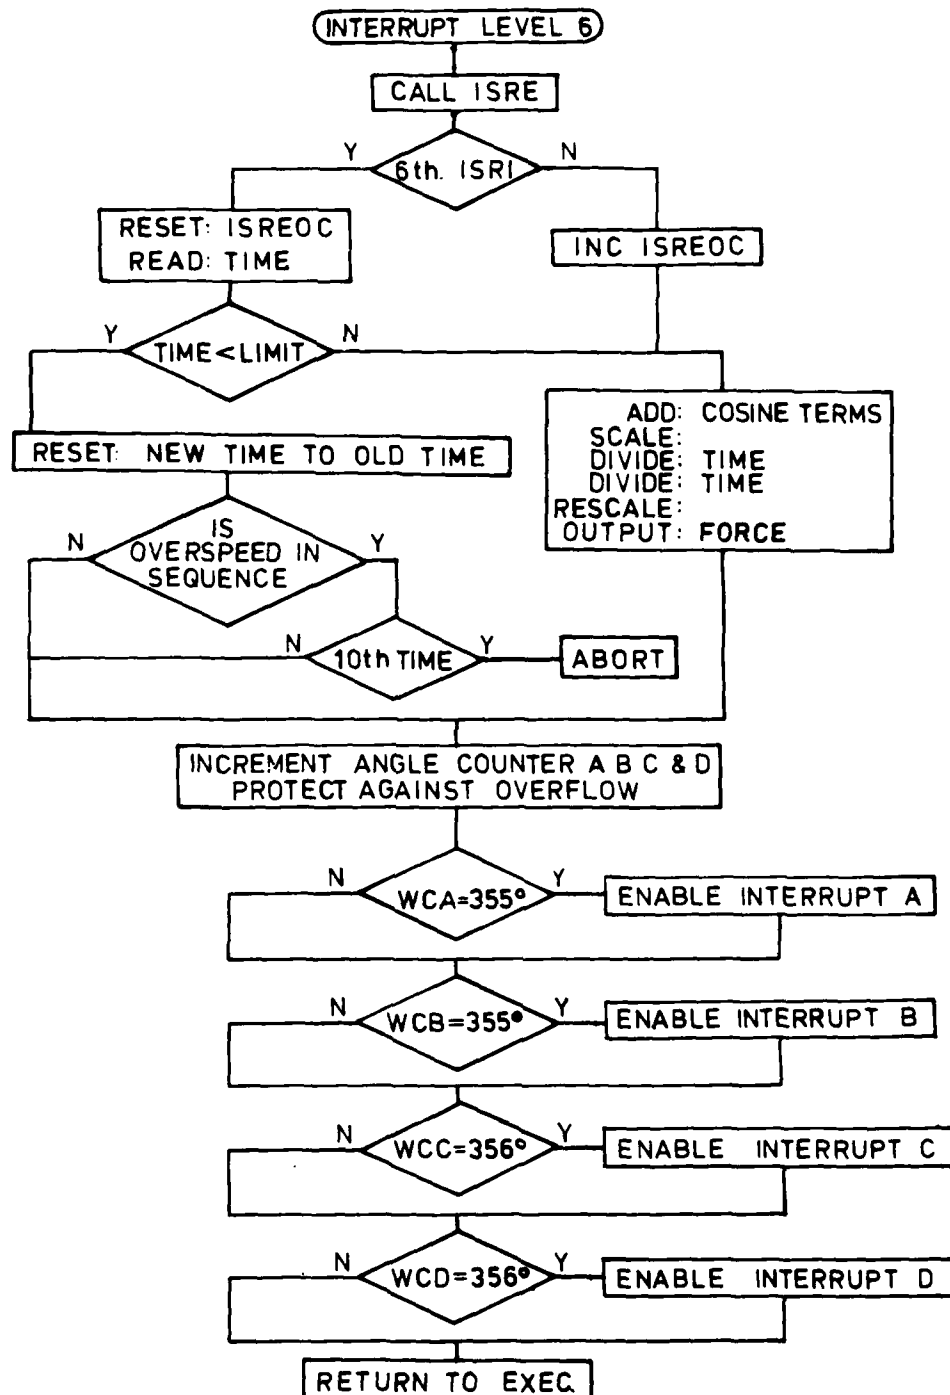 INTERRUPT LEVEL 6
CALL ISRE
Y
6th. ISRI
N
RESET: ISREOC
READ: TIME
INC ISREOC
Y
TIME<LIMIT
N
ADD: COSINE TERMS
SCALE:
DIVIDE: TIME
DIVIDE: TIME
RESCALE:
OUTPUT: FORCE
RESET: NEW TIME TO OLD TIME
N
IS
OVERSPEED IN
SEQUENCE
Y
N
10th TIME
Y
ABORT
INCREMENT ANGLE COUNTER A B C & D
PROTECT AGAINST OVERFLOW
N
WCA=355°
Y
ENABLE INTERRUPT A
N
WCB=355°
Y
ENABLE INTERRUPT B
N
WCC=356°
Y
ENABLE INTERRUPT C
N
WCD=356°
Y
ENABLE INTERRUPT D
RETURN TO EXEC.